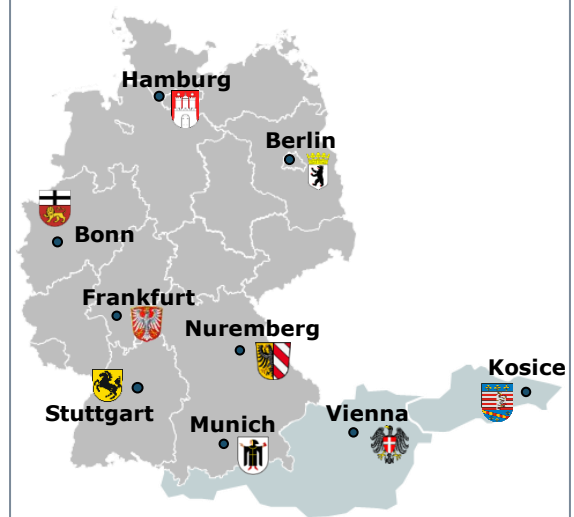 Hamburg
Berlin
Bonn
Frankfurt
Nuremberg
Kosice
Stuttgart
Munich
Vienna